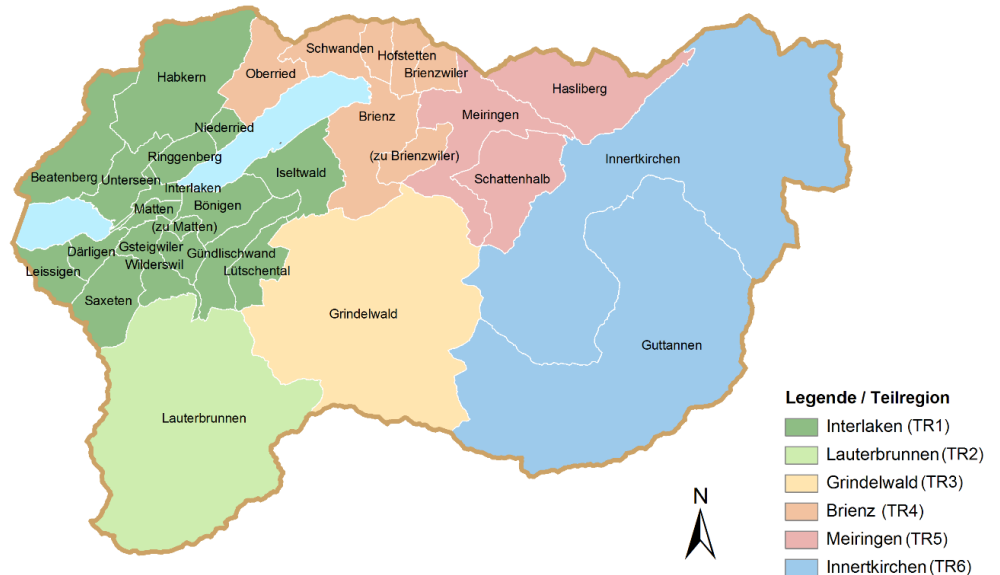 Schwanden
Hofstetten
Oberried
Brienzwiler
Habkern
Hasliberg
Brienz
Meiringen
Niederried
Ringgenberg
(zu Brienzwiler)
Innertkirchen
Beatenberg
Unterseen
Iseltwald
Schattenhalb
Interlaken
Matten
Bönigen
(zu Matten)
Därligen
Gsteigwiler
Gündlischwand
Leissigen
Wilderswil
Lütschental
Saxeten
Grindelwald
Guttannen
Lauterbrunnen
Legende / Teilregion
Interlaken (TR1)
Lauterbrunnen (TR2)
Grindelwald (TR3)
Brienz (TR4)
Meiringen (TR5)
Innertkirchen (TR6)
N